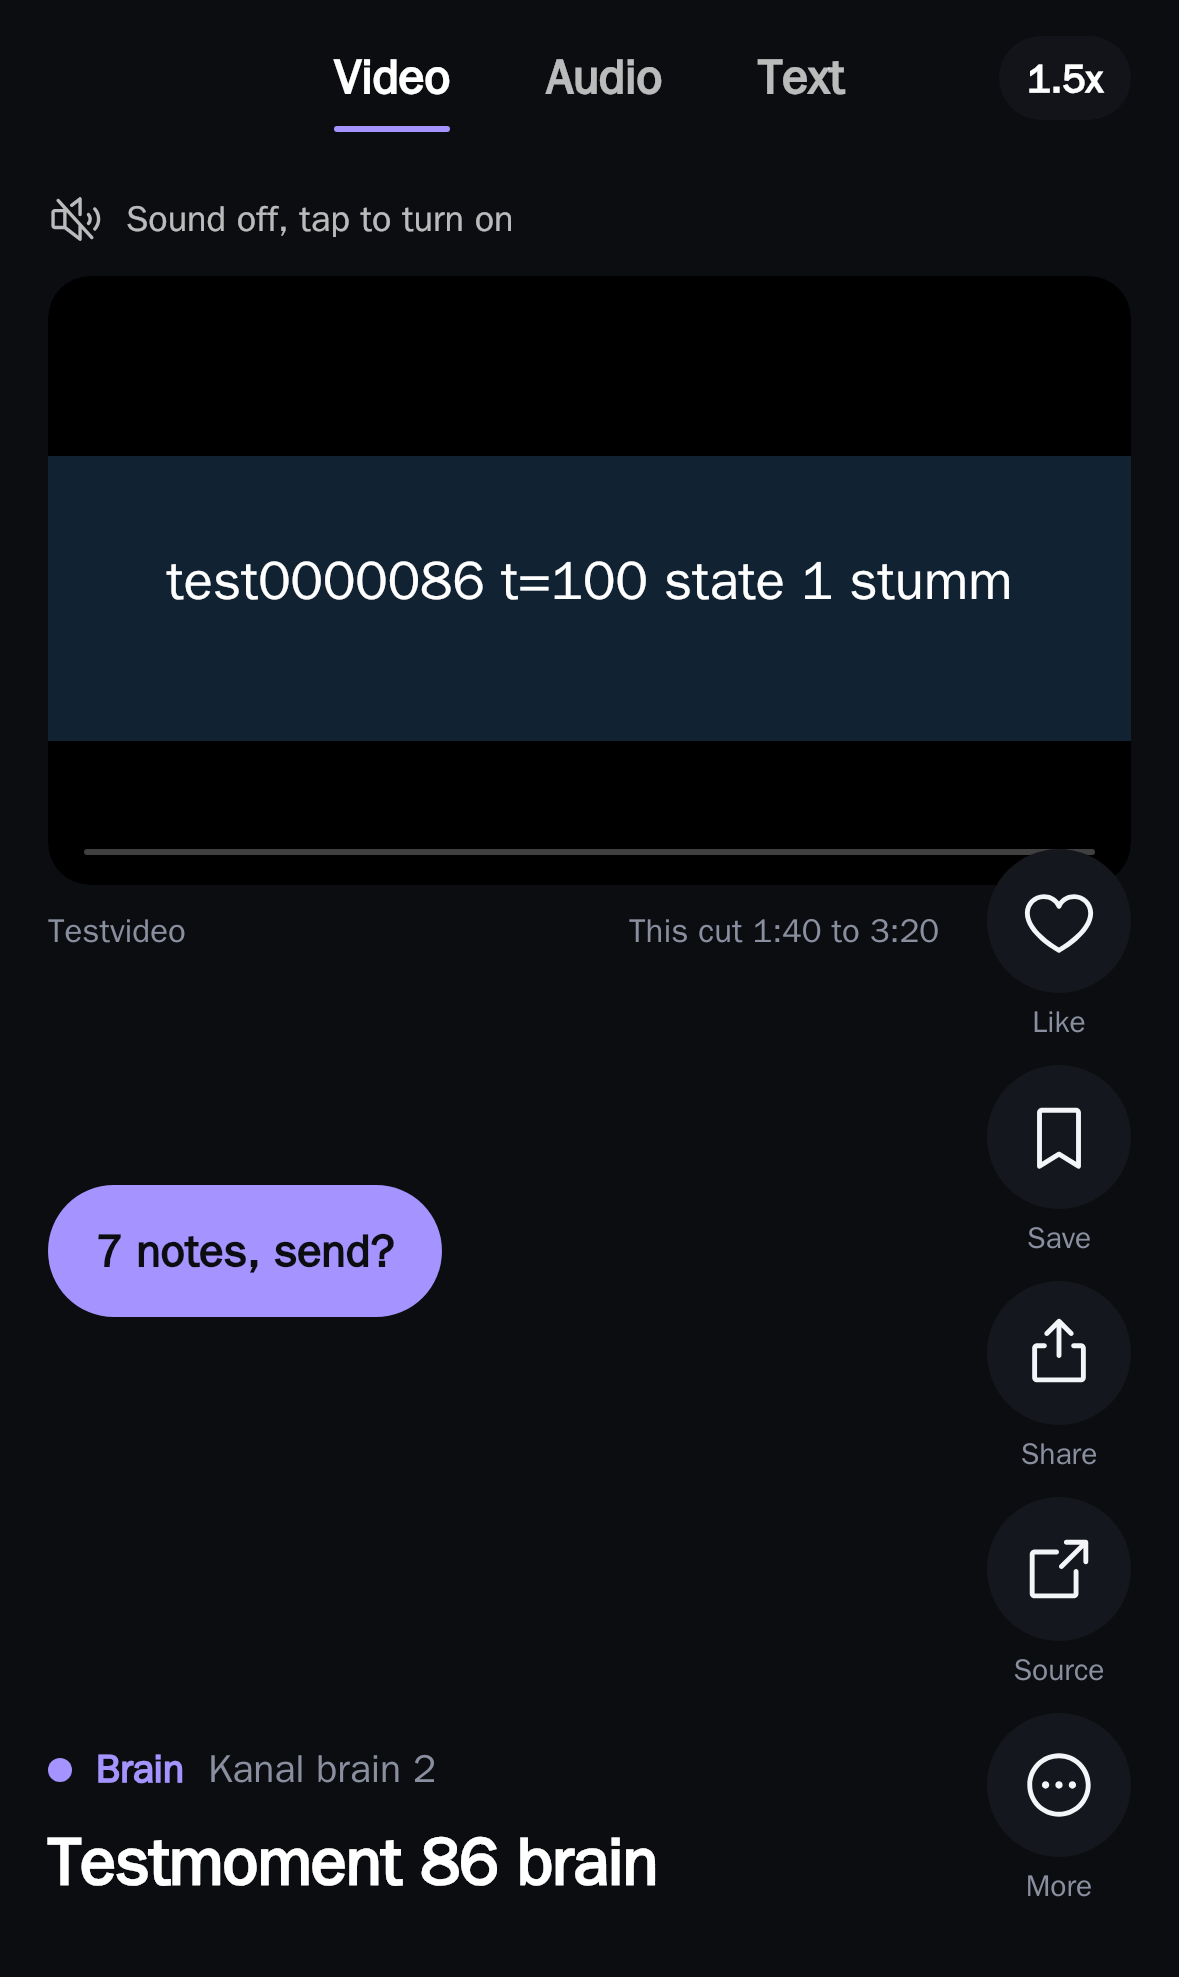 Video Audio Text 1.5x
Sound off, tap to turn on
test0000086 t=100 state 1 stumm
Testvideo This cut 1:40 to 3:20
Like
Save
7 notes, send?
Share
Source
Brain Kanal brain 2
Testmoment 86 brain
More